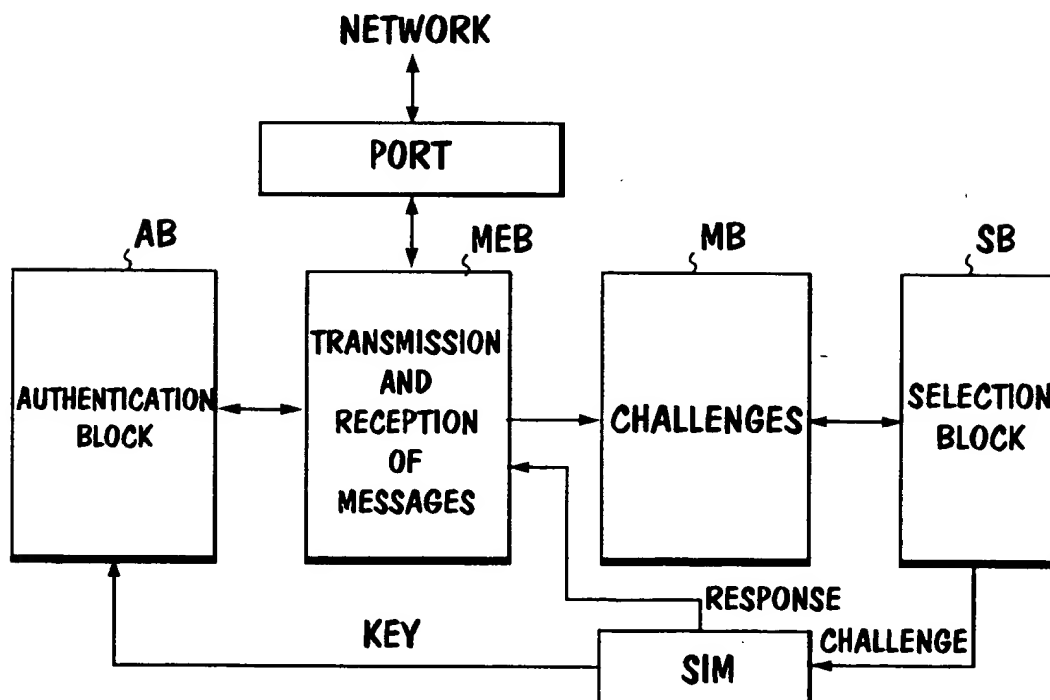 NETWORK
PORT
AB
MEB
MB
SB
AUTHENTICATION
BLOCK
TRANSMISSION
AND
RECEPTION
OF
MESSAGES
CHALLENGES
SELECTION
BLOCK
RESPONSE
KEY
CHALLENGE
SIM